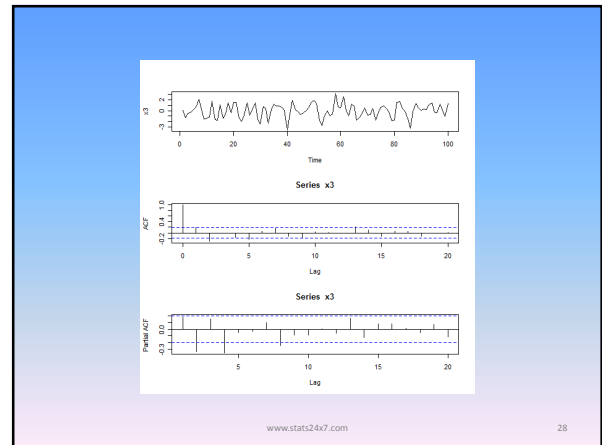 x3
-3 0 2
0 20 40 60 80 100
Time
Series x3
ACF
-0.2 0.4 1.0
0 5 10 15 20
Lag
Series x3
Partial ACF
-0.3 0.0
5 10 15 20
Lag
www.stats24x7.com 28